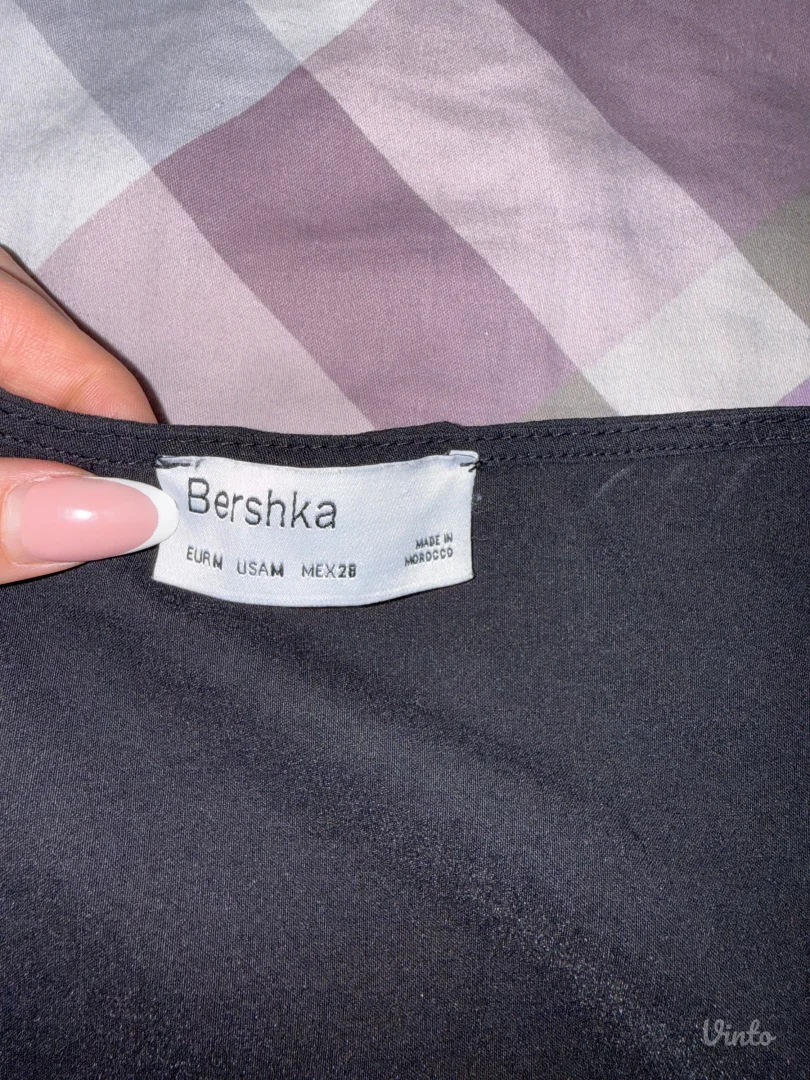 Bershka
EUR M USA M MEX 28
MADE IN
MOROCCO
Vinto